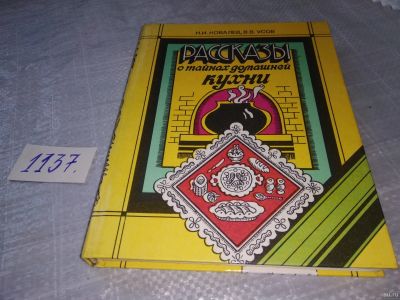 Н.И. КОВАЛЕВ, В.В. УСОВ
РАССКАЗЫ
о тайнах домашней
кухни
1137.